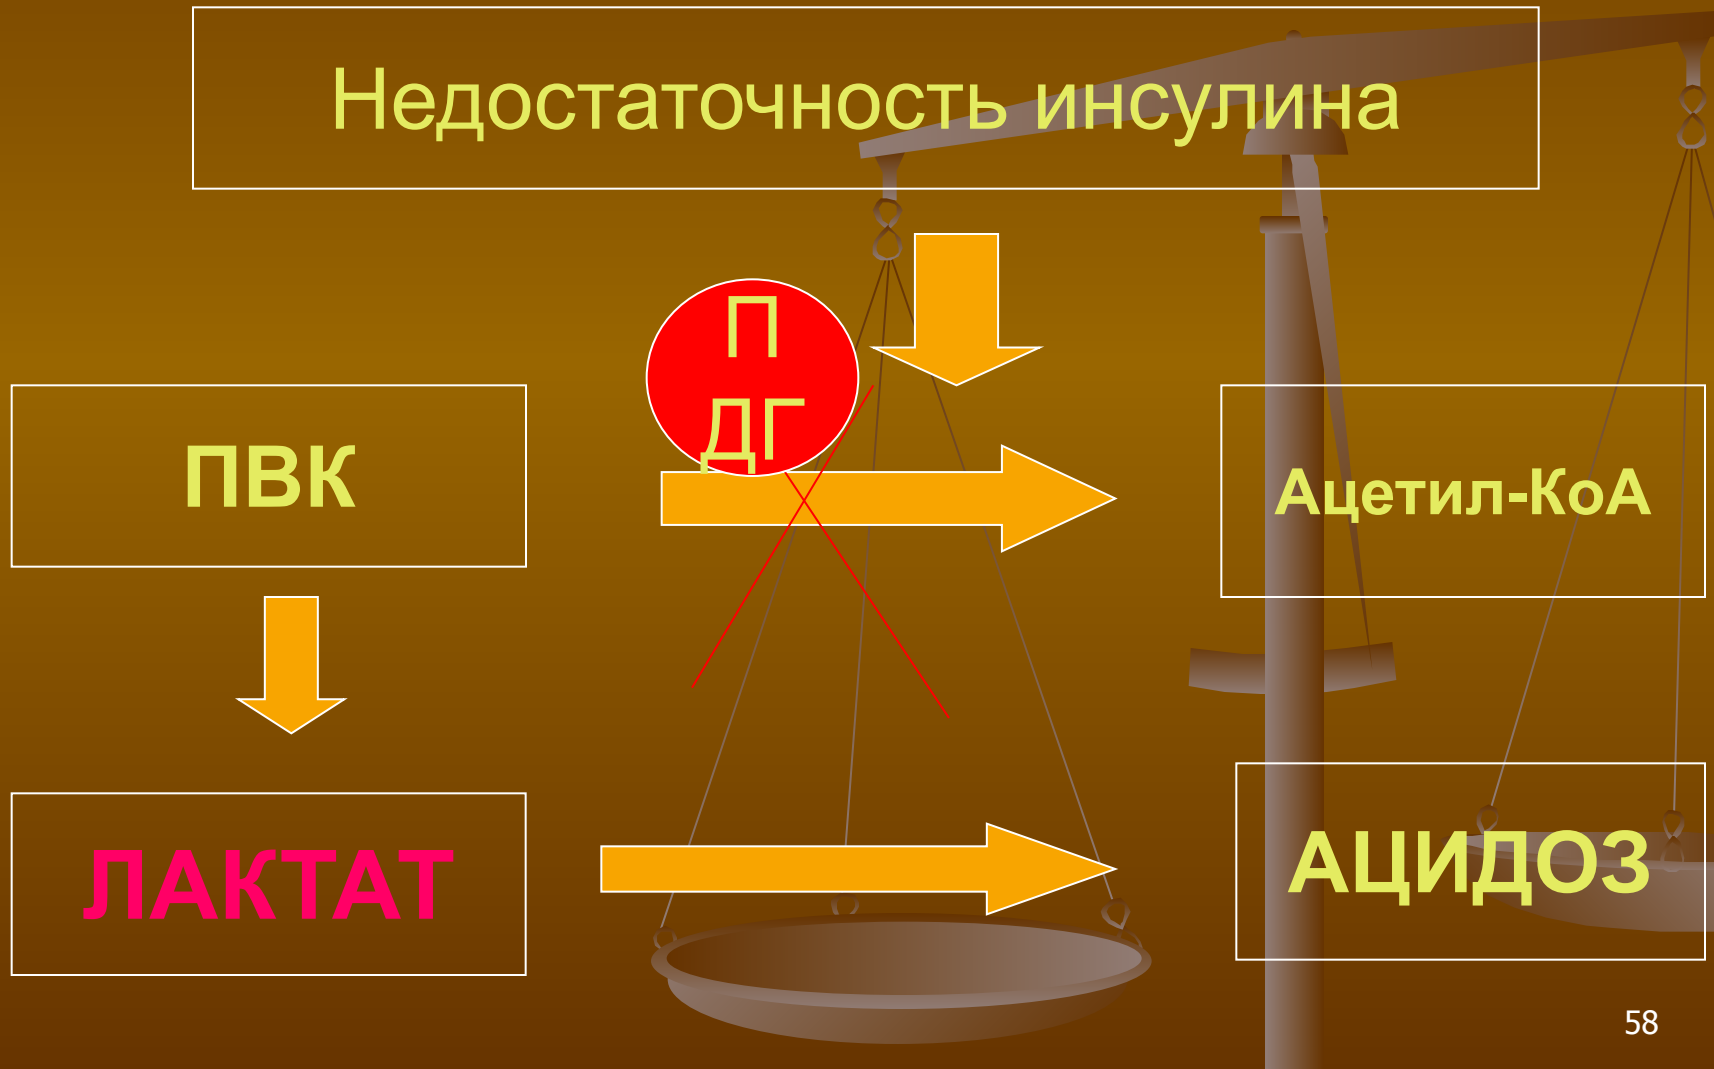 Недостаточность инсулина
П
ДГ
ПВК
Ацетил-КоА
ЛАКТАТ
АЦИДОЗ
58